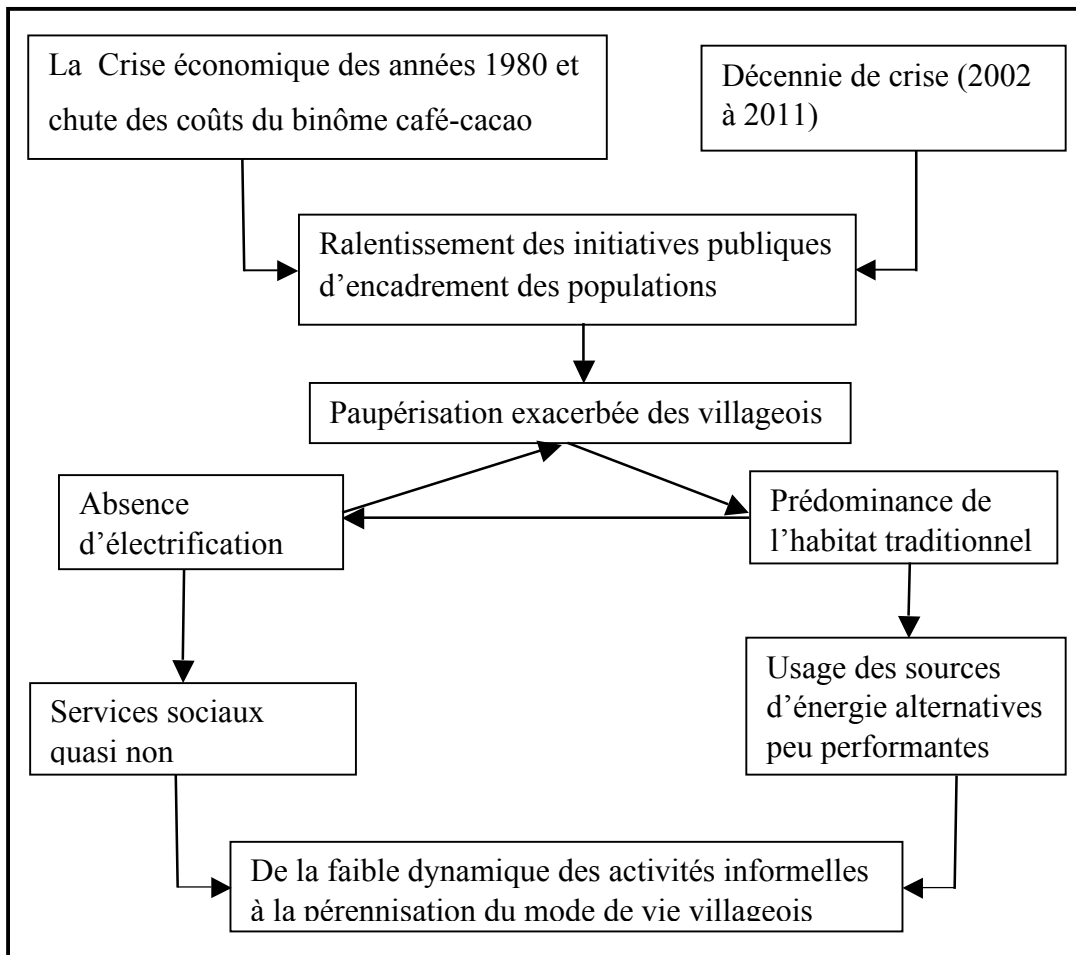 La Crise économique des années 1980 et
chute des coûts du binôme café-cacao
Décennie de crise (2002
à 2011)
Ralentissement des initiatives publiques
d’encadrement des populations
Paupérisation exacerbée des villageois
Absence
d’électrification
Prédominance de
l’habitat traditionnel
Services sociaux
quasi non
Usage des sources
d’énergie alternatives
peu performantes
De la faible dynamique des activités informelles
à la pérennisation du mode de vie villageois